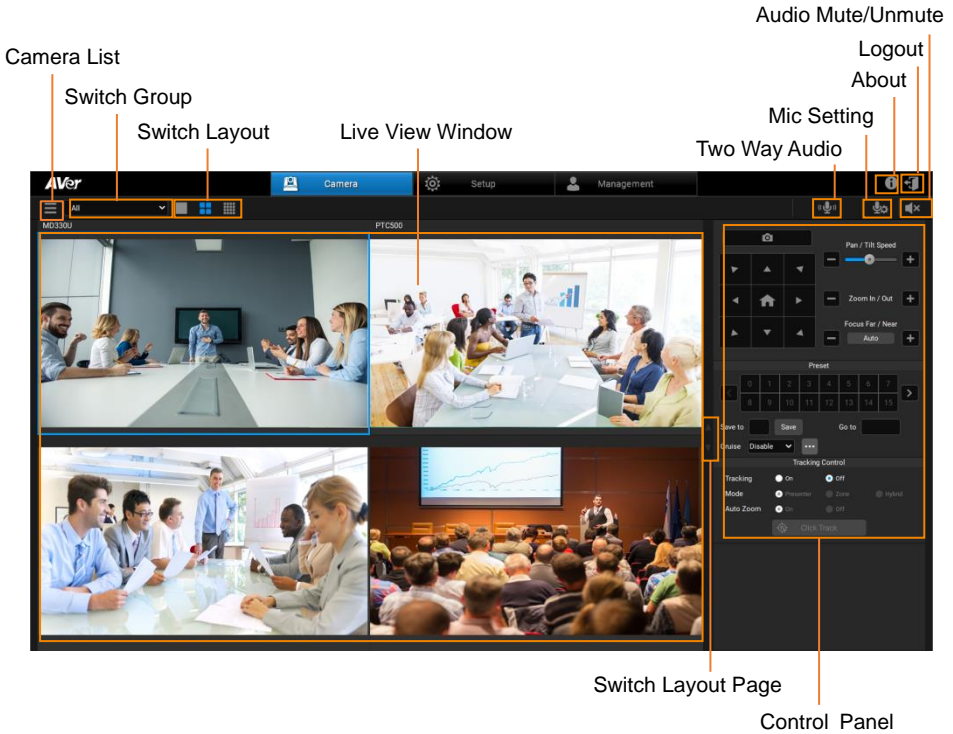 Audio Mute/Unmute
Logout
Camera List
About
Switch Group
Mic Setting
Switch Layout
Live View Window
Two Way Audio
AVer
Camera
Setup
Management
All
MD330U
PTC500
Pan / Tilt Speed
Zoom In / Out
Focus Far / Near
Auto
Preset
0 1 2 3 4 5 6 7
8 9 10 11 12 13 14 15
Save to
Save
Go to
Cruise
Disable
Tracking Control
Tracking
On
Off
Mode
Presenter
Zone
Hybrid
Auto Zoom
On
Off
Click Track
Switch Layout Page
Control Panel